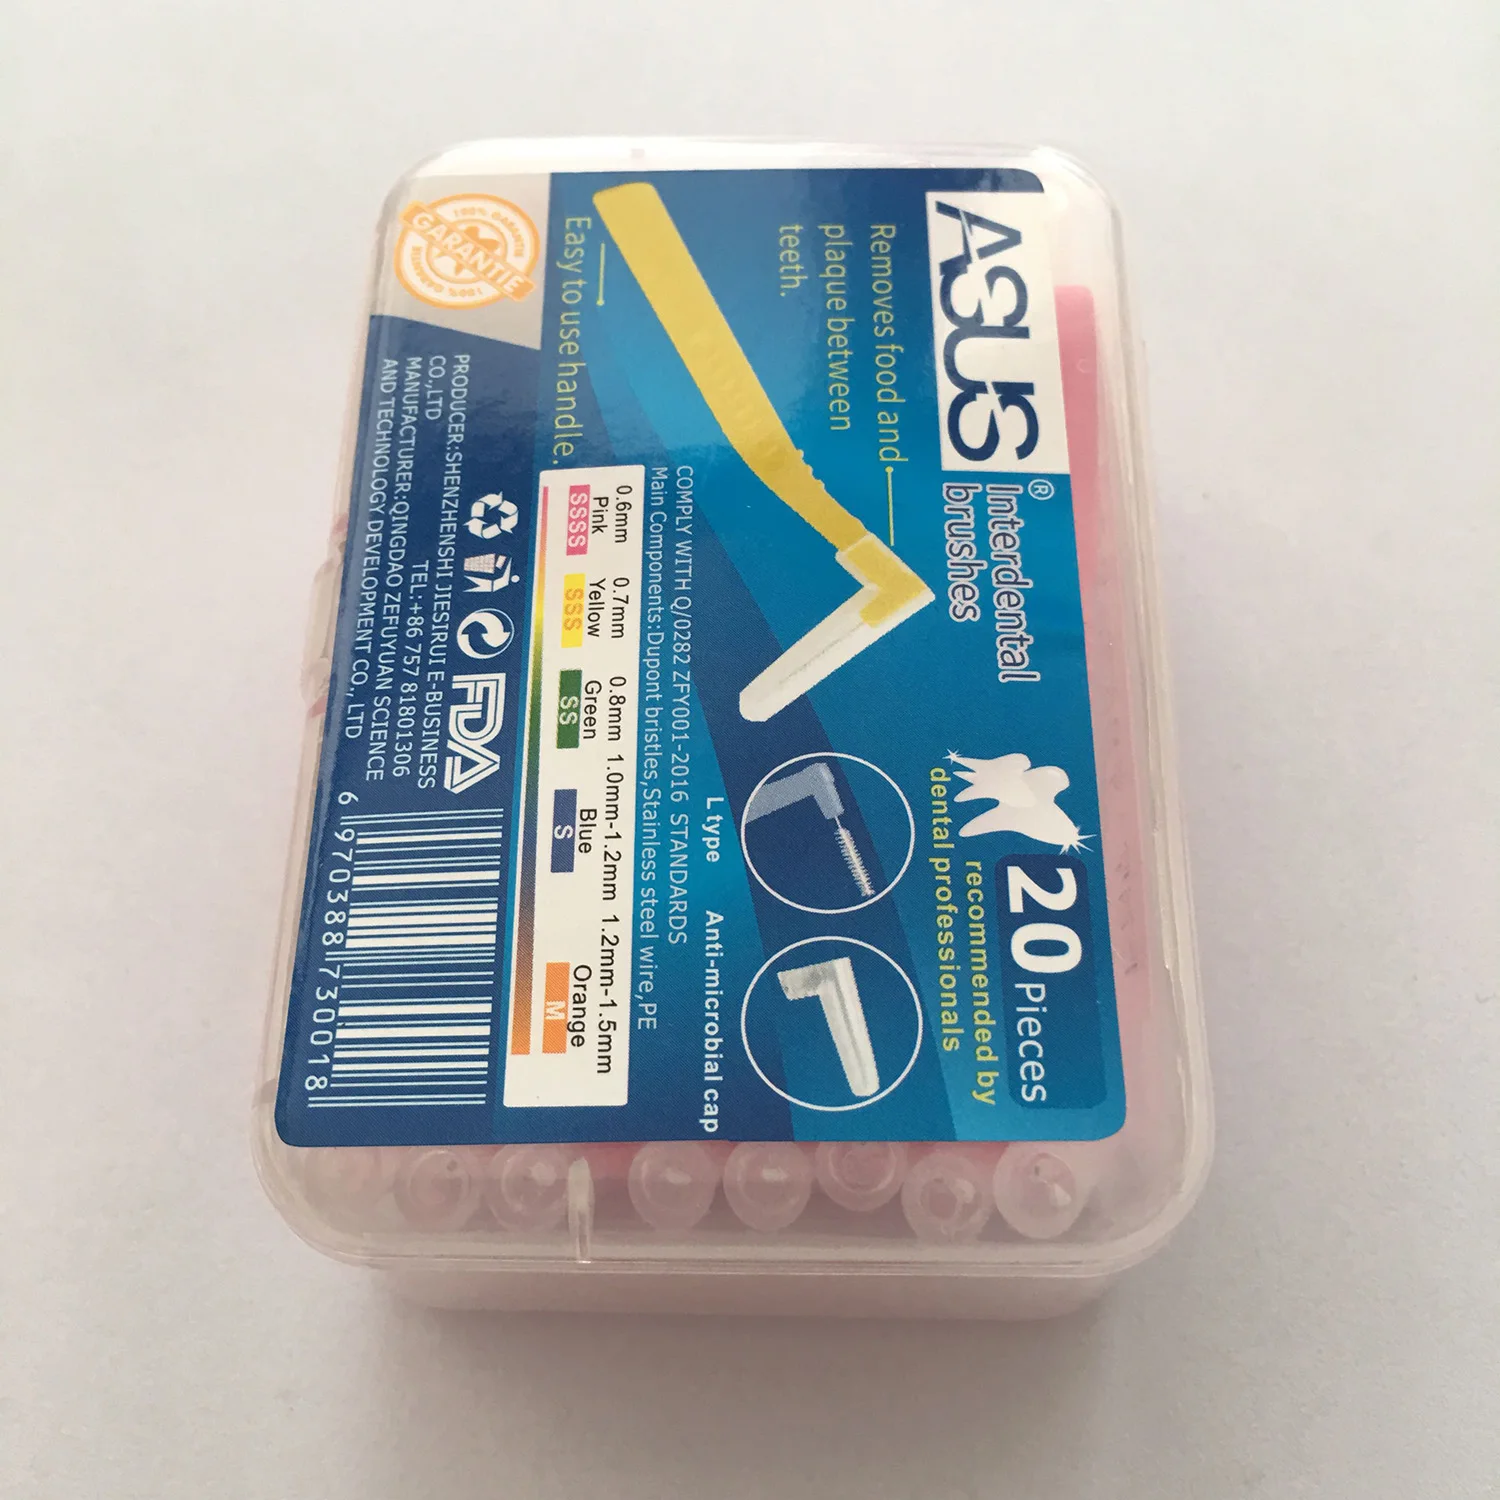 ASUS
®
Interdental
brushes
20 Pieces
recommended by
dental professionals
Removes food and
plaque between
teeth.
Easy to use handle.
L type
Anti-microbial cap
COMPLY WITH Q/0282 ZFY001-2016 STANDARDS
Main Components:Dupont bristles,Stainless steel wire,PE
0.6mm 0.7mm 0.8mm 1.0mm-1.2mm 1.2mm-1.5mm
Pink Yellow Green Blue Orange
SSSS SSS SS S M
100% GARANTIE
GARANTIE
100% GARANTIE
FDA
PRODUCER:SHENZHENSHI JIESIRUI E-BUSINESS
CO.,LTD
TEL:+86 757 81801306
MANUFACTURER:QINGDAO ZEFUYUAN SCIENCE
AND TECHNOLOGY DEVELOPMENT CO., LTD
6 970388 730018